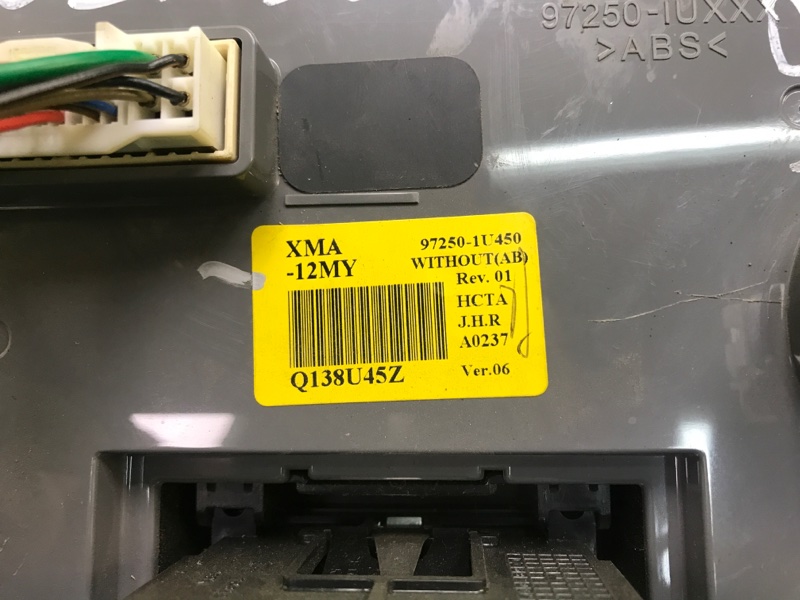 97250-1UXXX
>ABS<
XMA
-12MY
97250-1U450
WITHOUT(AB)
Rev. 01
HCTA
J.H.R
A0237
Q138U45Z
Ver.06